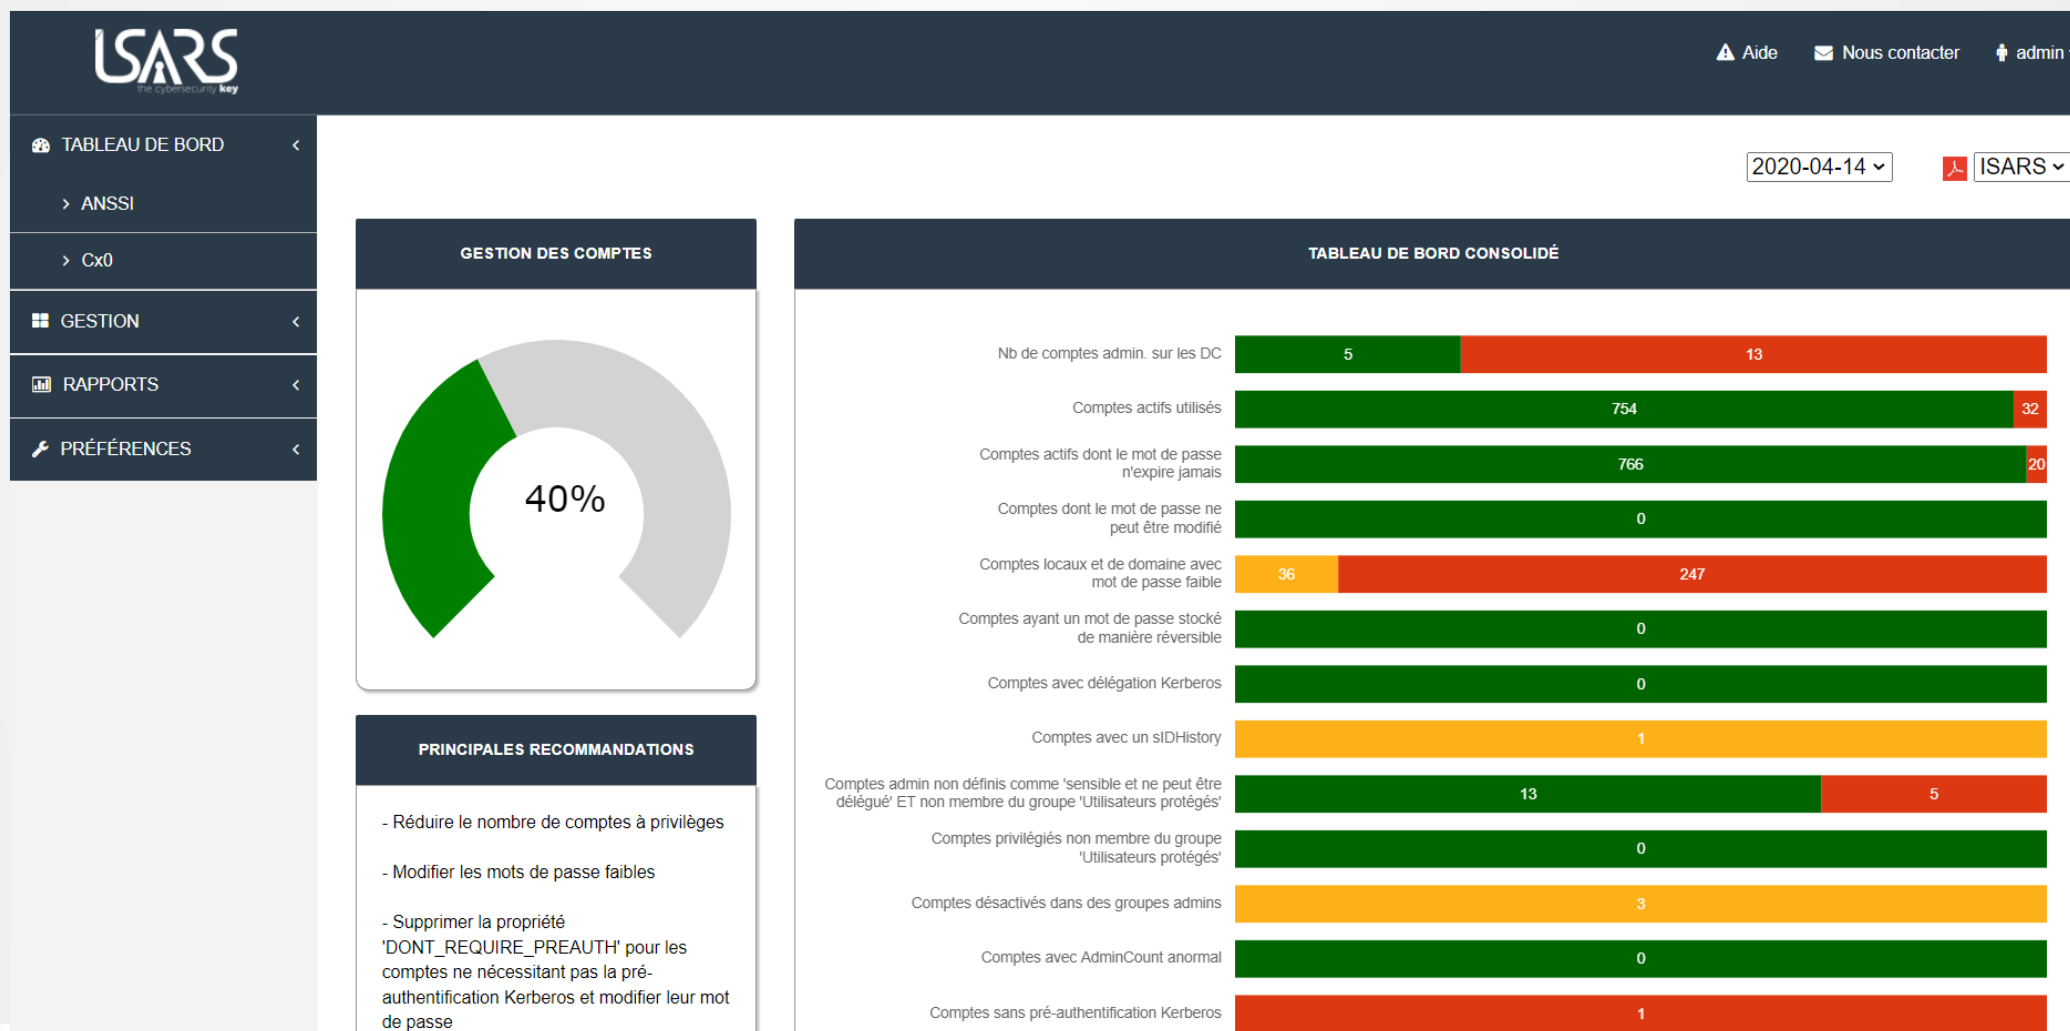 ISARS
the cybersecurity key
Aide
Nous contacter
admin
TABLEAU DE BORD
ANSSI
Cx0
GESTION
RAPPORTS
PRÉFÉRENCES
2020-04-14
ISARS
GESTION DES COMPTES
40%
PRINCIPALES RECOMMANDATIONS
- Réduire le nombre de comptes à privilèges
- Modifier les mots de passe faibles
- Supprimer la propriété
'DONT_REQUIRE_PREAUTH' pour les
comptes ne nécessitant pas la pré-
authentification Kerberos et modifier leur mot
de passe
TABLEAU DE BORD CONSOLIDÉ
Nb de comptes admin. sur les DC 5 13
Comptes actifs utilisés 754 32
Comptes actifs dont le mot de passe
n'expire jamais 766 20
Comptes dont le mot de passe ne
peut être modifié 0
Comptes locaux et de domaine avec
mot de passe faible 36 247
Comptes ayant un mot de passe stocké
de manière réversible 0
Comptes avec délégation Kerberos 0
Comptes avec un sIDHistory 1
Comptes admin non définis comme 'sensible et ne peut être
délégué' ET non membre du groupe 'Utilisateurs protégés' 13 5
Comptes privilégiés non membre du groupe
'Utilisateurs protégés' 0
Comptes désactivés dans des groupes admins 3
Comptes avec AdminCount anormal 0
Comptes sans pré-authentification Kerberos 1